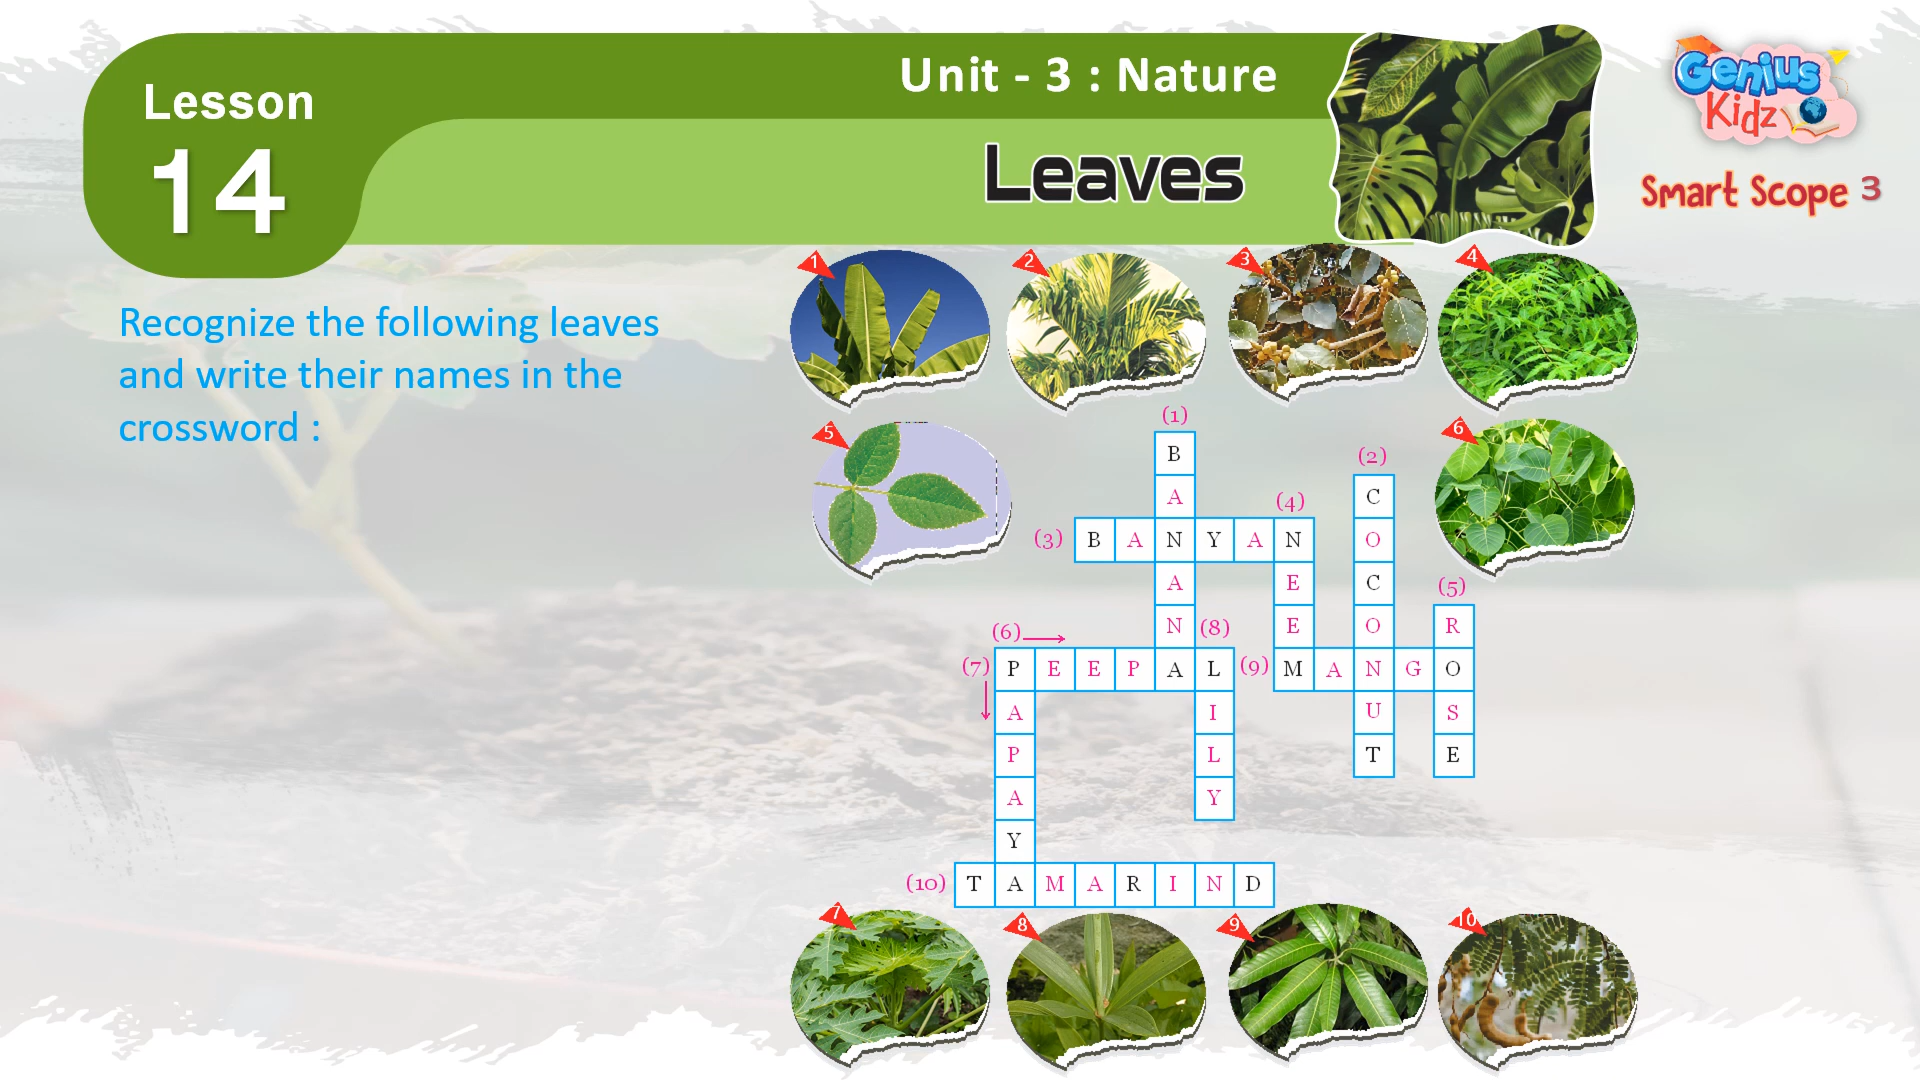 Lesson
14
Unit - 3 : Nature
Leaves
Genius
Kidz
Smart Scope 3
Recognize the following leaves
and write their names in the
crossword :
1
2
3
4
5
6
(1)
B
A
(2)
C
(4)
(3) B A N Y A N
O
A
E
C
(5)
N
(8)
E
O
R
(6)
(7) P E E P A L
(9) M A N G O
A
I
U
S
P
L
T
E
A
Y
Y
(10) T A M A R I N D
7
8
9
10